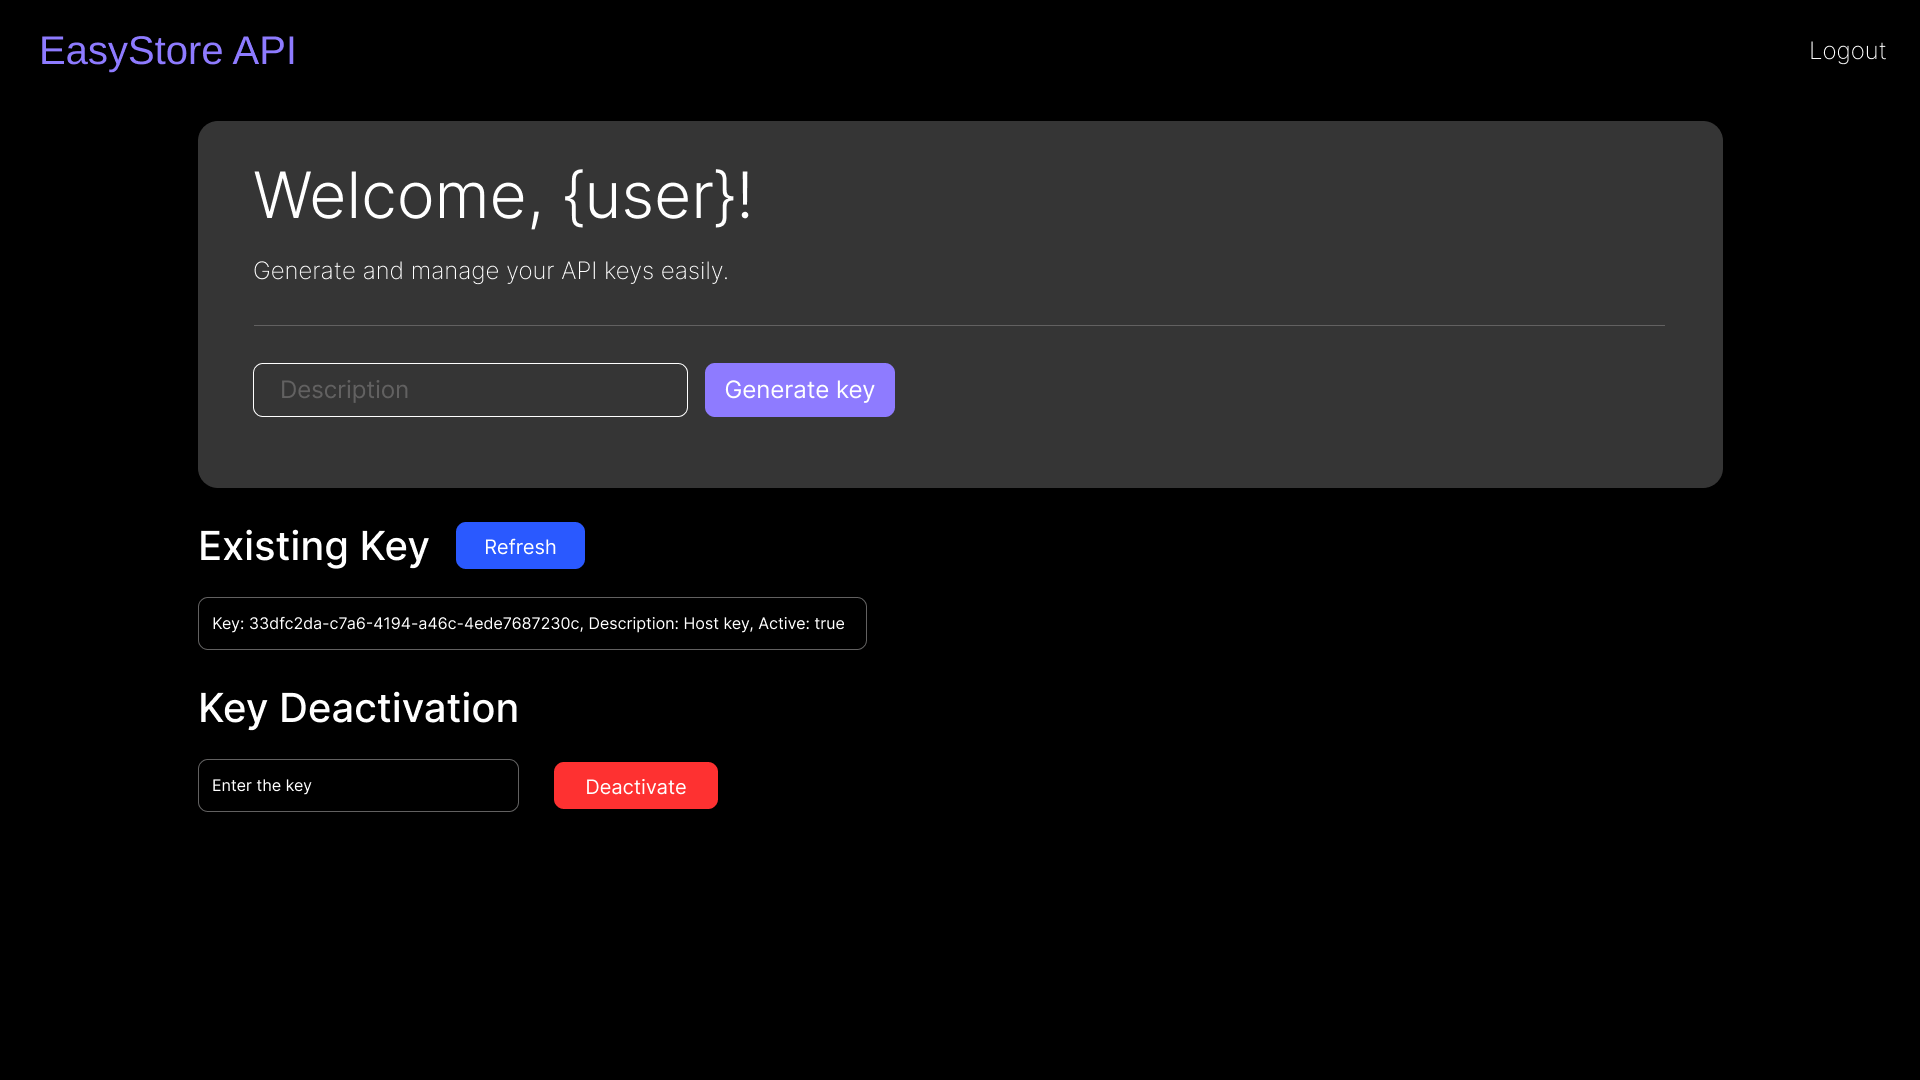 EasyStore API
Logout
Welcome, {user}!
Generate and manage your API keys easily.
Description
Generate key
Existing Key
Refresh
Key: 33dfc2da-c7a6-4194-a46c-4ede7687230c, Description: Host key, Active: true
Key Deactivation
Enter the key
Deactivate